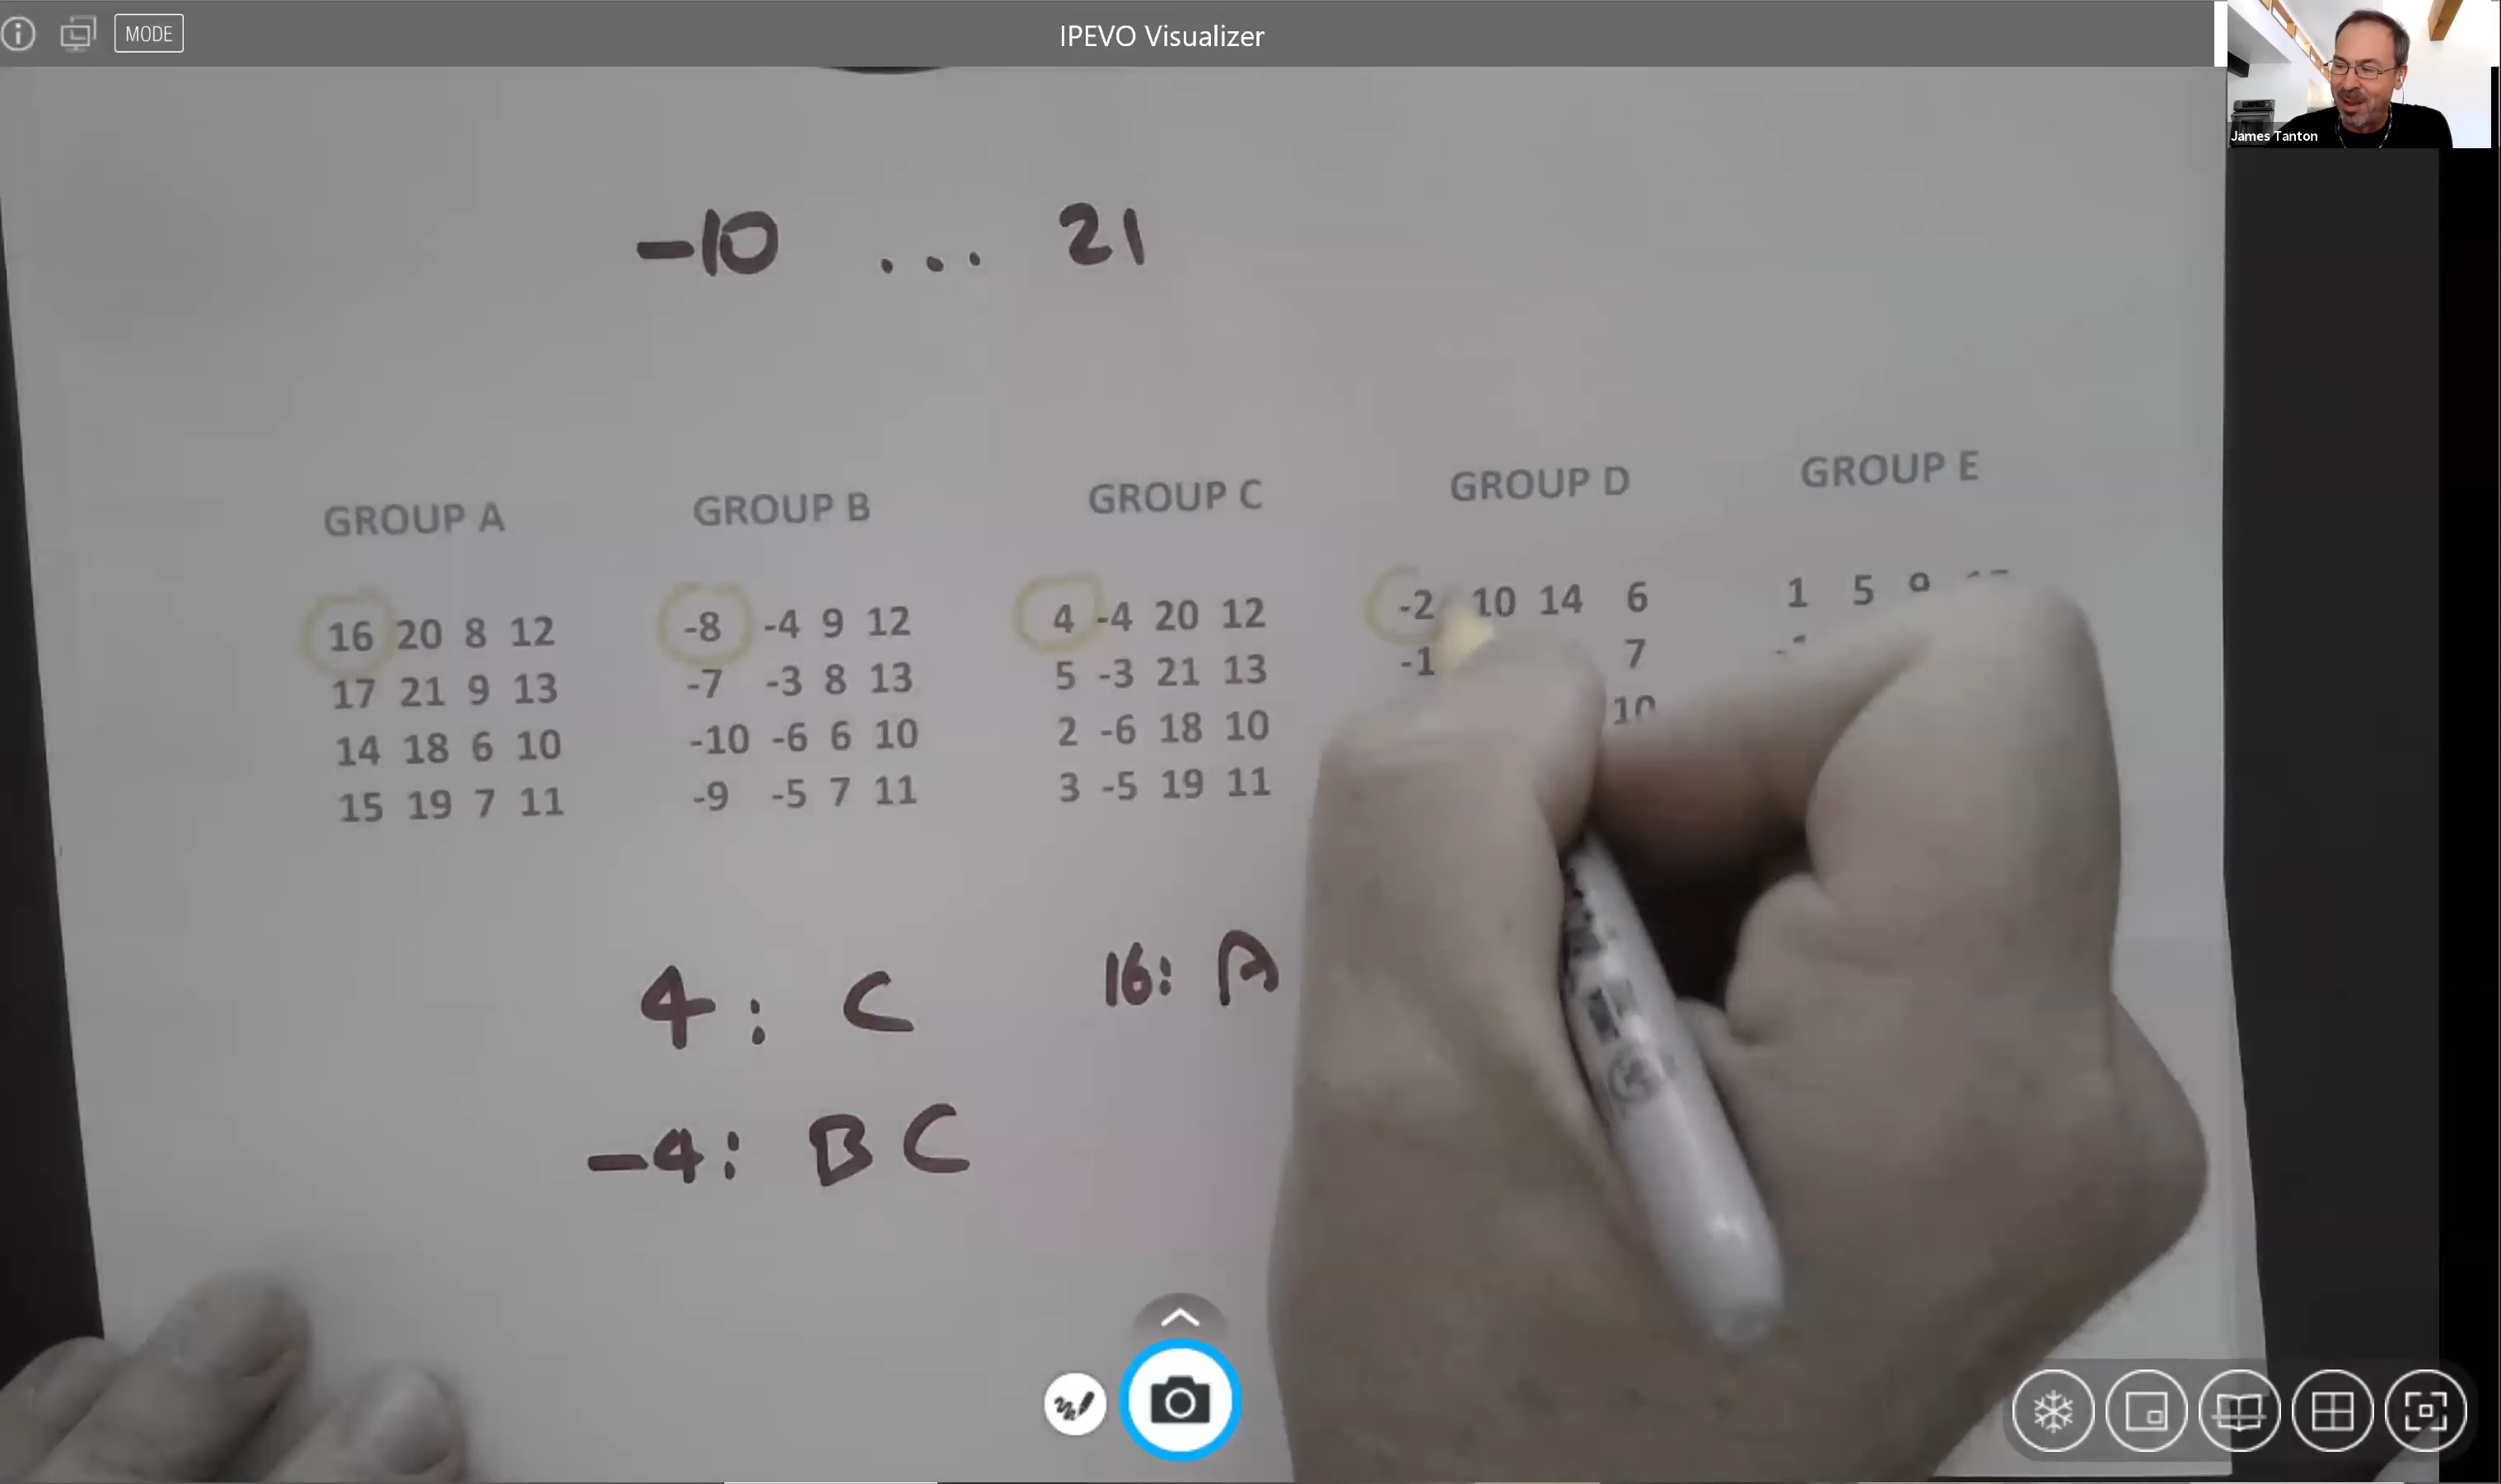 MODE
IPEVO Visualizer
James Tanton
-10 ... 21
GROUP A GROUP B GROUP C GROUP D GROUP E
16 20 8 12 -8 -4 9 12 4 -4 20 12 -2 10 14 6 1 5 9
17 21 9 13 -7 -3 8 13 5 -3 21 13 -1 7
14 18 6 10 -10 -6 6 10 2 -6 18 10 10
15 19 7 11 -9 -5 7 11 3 -5 19 11
4: C 16: A
-4: B C